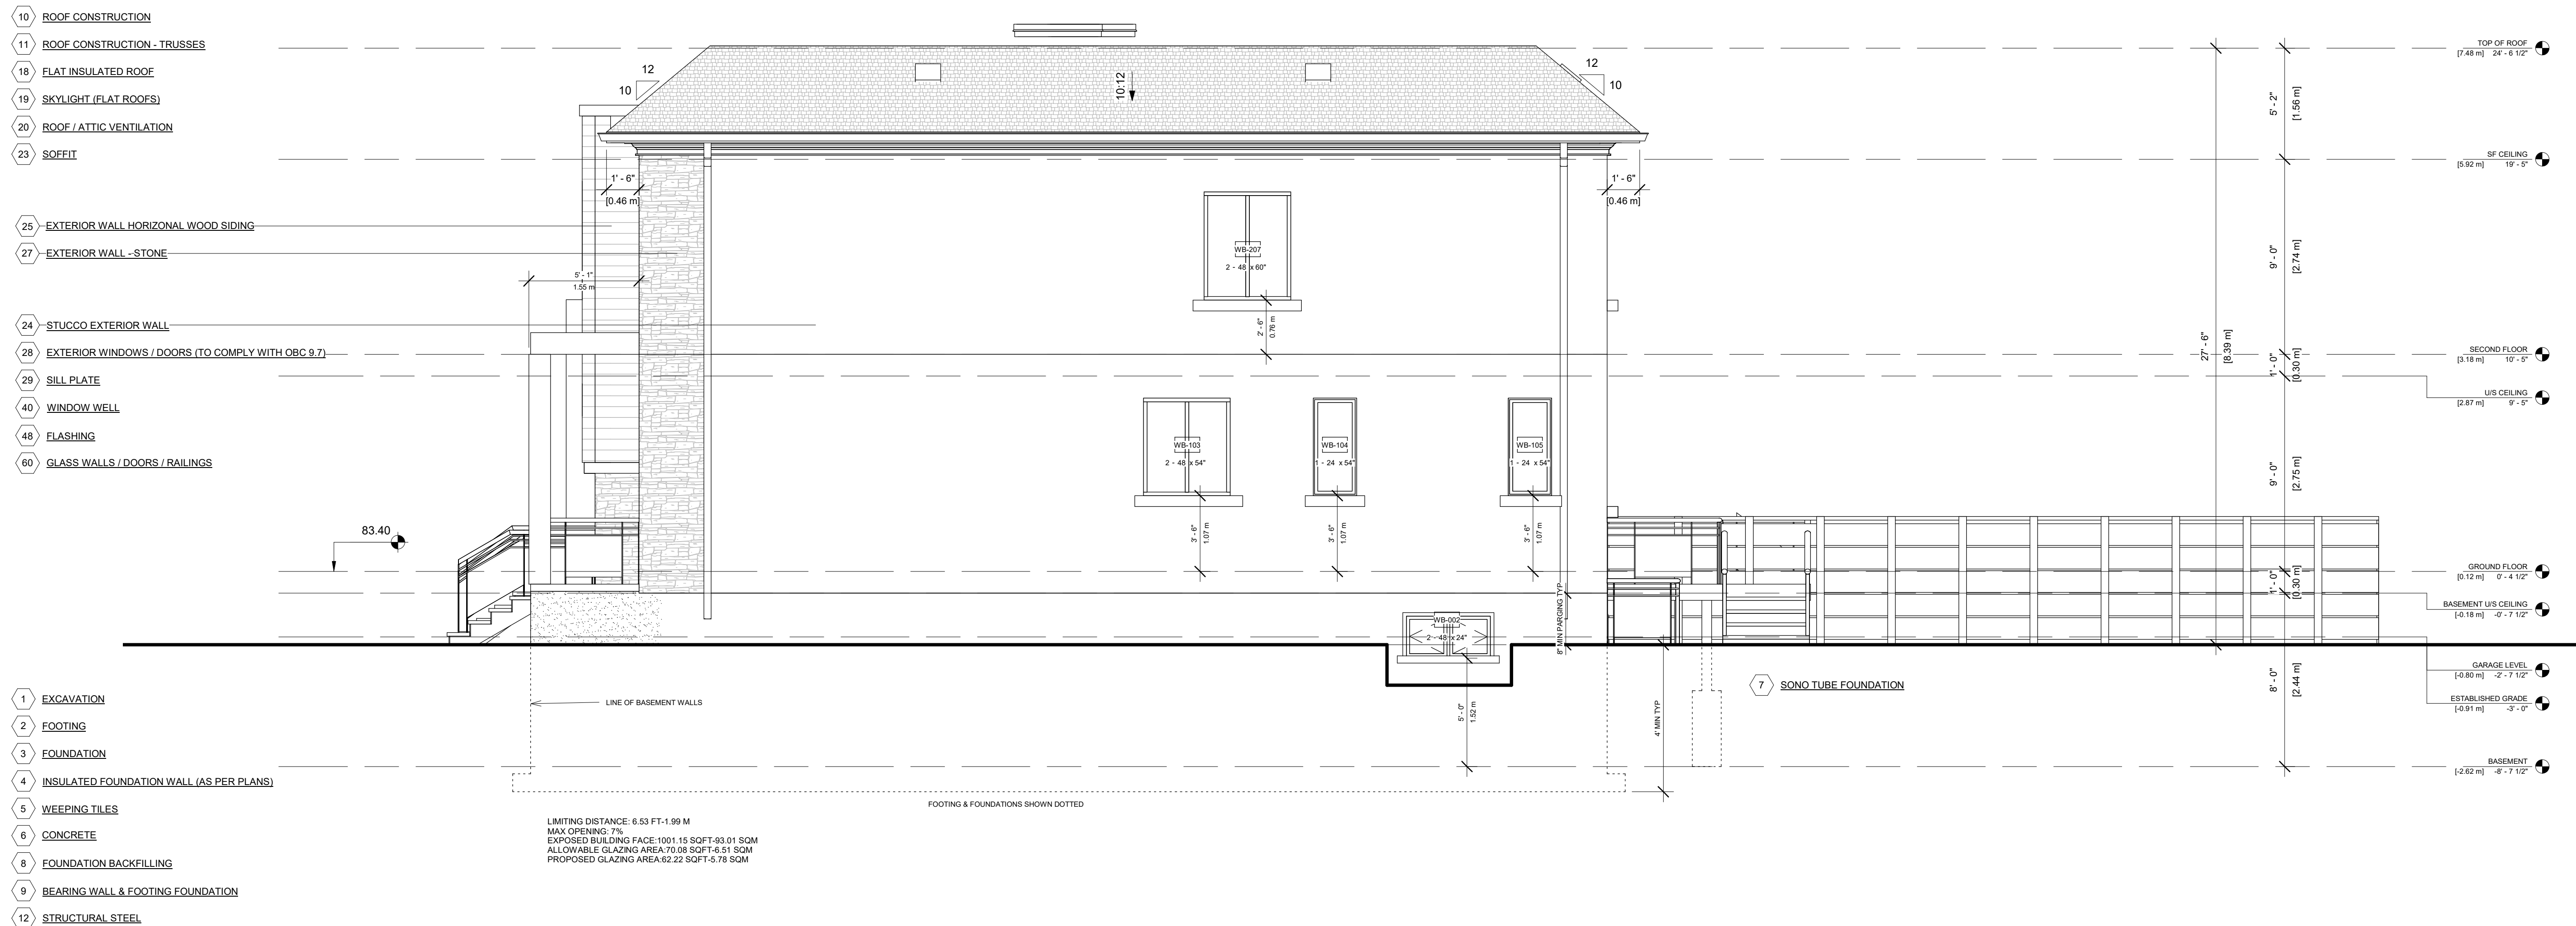 10 ROOF CONSTRUCTION
11 ROOF CONSTRUCTION - TRUSSES
18 FLAT INSULATED ROOF
19 SKYLIGHT (FLAT ROOFS)
20 ROOF / ATTIC VENTILATION
23 SOFFIT
25 EXTERIOR WALL HORIZONAL WOOD SIDING
27 EXTERIOR WALL - STONE
24 STUCCO EXTERIOR WALL
28 EXTERIOR WINDOWS / DOORS (TO COMPLY WITH OBC 9.7)
29 SILL PLATE
40 WINDOW WELL
48 FLASHING
60 GLASS WALLS / DOORS / RAILINGS
83.40
1 EXCAVATION
2 FOOTING
3 FOUNDATION
4 INSULATED FOUNDATION WALL (AS PER PLANS)
5 WEEPING TILES
6 CONCRETE
8 FOUNDATION BACKFILLING
9 BEARING WALL & FOOTING FOUNDATION
12 STRUCTURAL STEEL
12
10
10:12
12
10
1' - 6"
[0.46 m]
1' - 6"
[0.46 m]
5' - 1"
1.55 m
WB-207
2 - 48 x 60"
2' - 6"
0.76 m
WB-103
2 - 48 x 54"
WB-104
1 - 24 x 54"
WB-105
1 - 24 x 54"
3' - 6"
1.07 m
3' - 6"
1.07 m
3' - 6"
1.07 m
8" MIN PARGING TYP
WB-002
2 - 48 x 24"
5' - 0"
1.52 m
4' MIN TYP
7 SONO TUBE FOUNDATION
LINE OF BASEMENT WALLS
FOOTING & FOUNDATIONS SHOWN DOTTED
LIMITING DISTANCE: 6.53 FT-1.99 M
MAX OPENING: 7%
EXPOSED BUILDING FACE:1001.15 SQFT-93.01 SQM
ALLOWABLE GLAZING AREA:70.08 SQFT-6.51 SQM
PROPOSED GLAZING AREA:62.22 SQFT-5.78 SQM
27' - 6"
[8.39 m]
5' - 2"
[1.56 m]
9' - 0"
[2.74 m]
1' - 0"
[0.30 m]
9' - 0"
[2.75 m]
1' - 0"
[0.30 m]
8' - 0"
[2.44 m]
TOP OF ROOF
[7.48 m] 24' - 6 1/2"
SF CEILING
[5.92 m] 19' - 5"
SECOND FLOOR
[3.18 m] 10' - 5"
U/S CEILING
[2.87 m] 9' - 5"
GROUND FLOOR
[0.12 m] 0' - 4 1/2"
BASEMENT U/S CEILING
[-0.18 m] -0' - 7 1/2"
GARAGE LEVEL
[-0.80 m] -2' - 7 1/2"
ESTABLISHED GRADE
[-0.91 m] -3' - 0"
BASEMENT
[-2.62 m] -8' - 7 1/2"